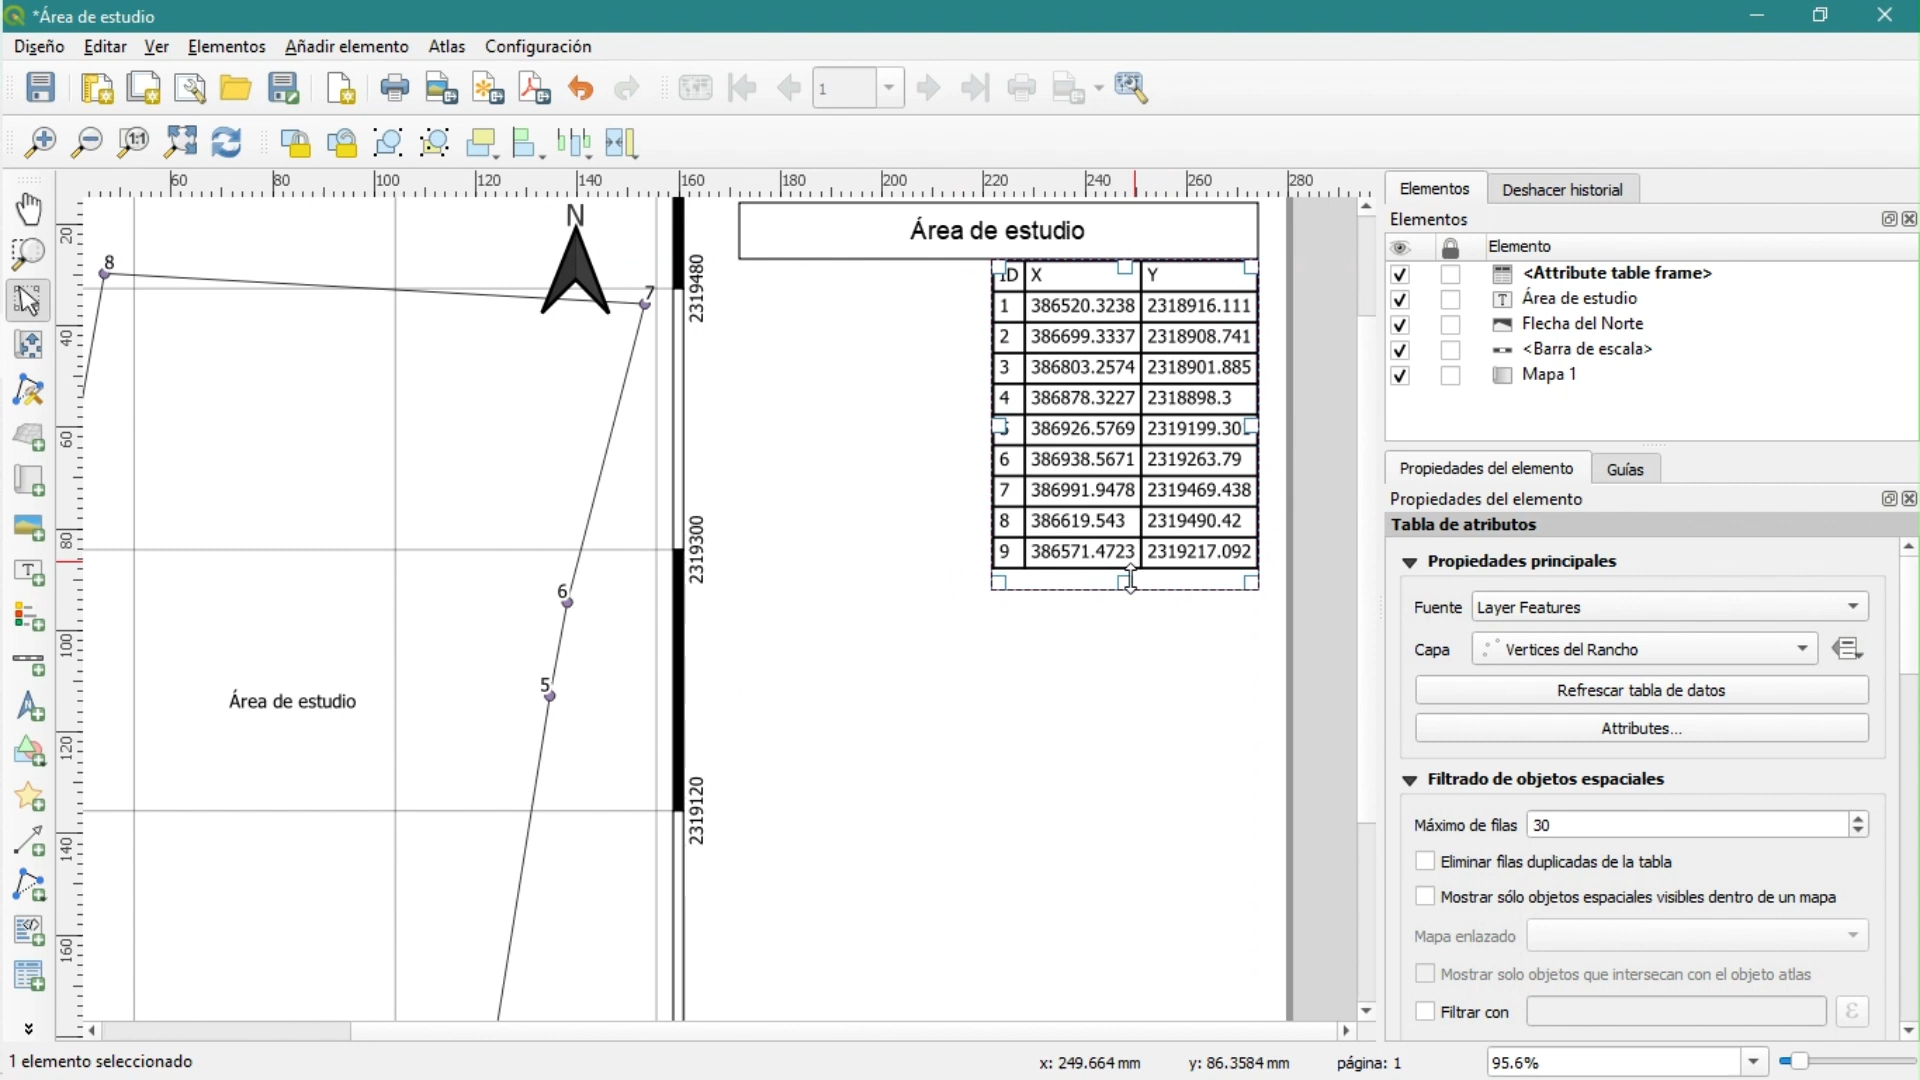 *Área de estudio
Diseño Editar Ver Elementos Añadir elemento Atlas Configuración
1
60 80 100 120 140 160 180 200 220 240 260 280
20
40
60
80
100
120
140
160
N
8
7
6
5
Área de estudio
2319480
2319300
2319120
Área de estudio
ID X Y
1 386520.3238 2318916.111
2 386699.3337 2318908.741
3 386803.2574 2318901.885
4 386878.3227 2318898.3
386926.5769
6 386938.5671 2319263.79
7 386991.9478 2319469.438
8 386619.543 2319490.42
9 386571.4723 2319217.092
Elementos Deshacer historial
Elementos
Elemento
<Attribute table frame>
Área de estudio
Flecha del Norte
<Barra de escala>
Mapa 1
Propiedades del elemento Guías
Propiedades del elemento
Tabla de atributos
Propiedades principales
Fuente Layer Features
Capa Vertices del Rancho
Refrescar tabla de datos
Attributes...
Filtrado de objetos espaciales
Máximo de filas 30
Eliminar filas duplicadas de la tabla
Mostrar sólo objetos espaciales visibles dentro de un mapa
Mapa enlazado
Mostrar solo objetos que intersecan con el objeto atlas
Filtrar con ε
1 elemento seleccionado x: 249.664 mm y: 86.3584 mm página: 1 95.6%